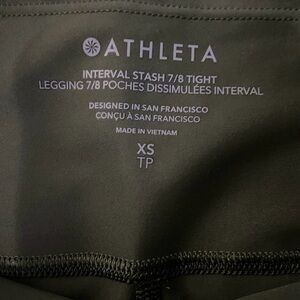 ATHLETA
INTERVAL STASH 7/8 TIGHT
LEGGING 7/8 POCHES DISSIMULÉES INTERVAL
DESIGNED IN SAN FRANCISCO
CONÇU À SAN FRANCISCO
MADE IN VIETNAM
XS
TP